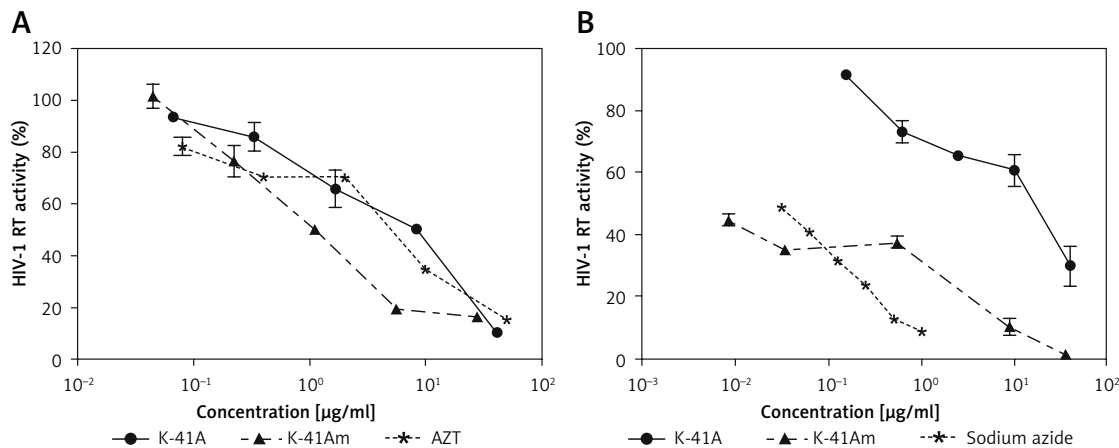 A
120
100
80
60
40
20
0
HIV-1 RT activity (%)
10⁻² 10⁻¹ 10⁰ 10¹ 10²
Concentration [µg/ml]
K-41A K-41Am AZT
B
100
80
60
40
20
0
HIV-1 RT activity (%)
10⁻³ 10⁻² 10⁻¹ 10⁰ 10¹ 10²
Concentration [µg/ml]
K-41A K-41Am Sodium azide